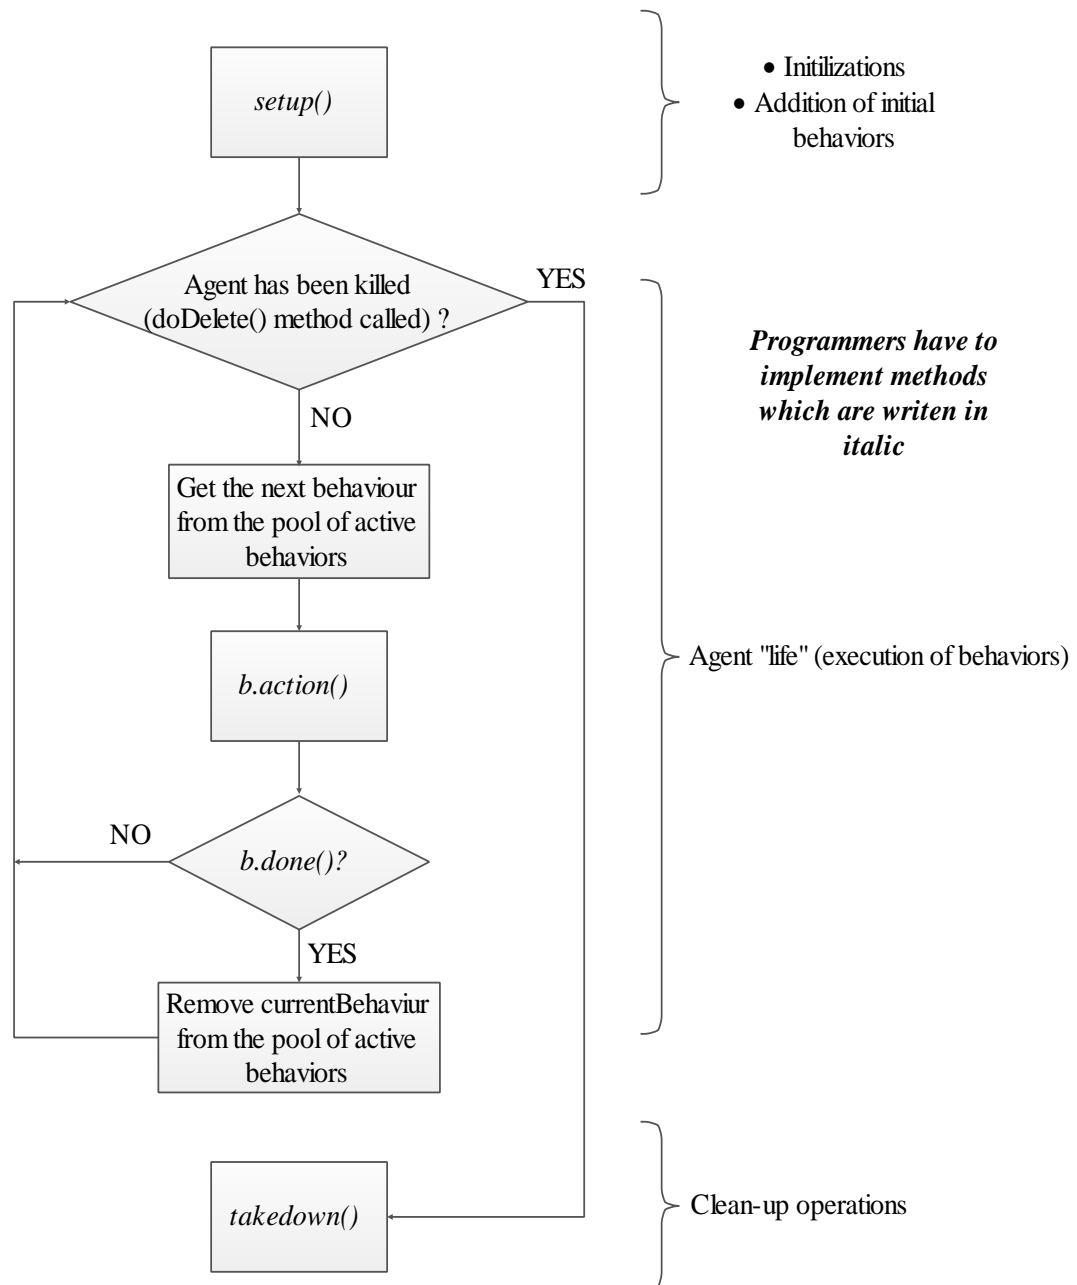 setup()
• Initilizations
• Addition of initial
behaviors
Agent has been killed
(doDelete() method called) ?
YES
Programmers have to
implement methods
which are writen in
italic
NO
Get the next behaviour
from the pool of active
behaviors
b.action()
Agent "life" (execution of behaviors)
NO
b.done()?
YES
Remove currentBehaviur
from the pool of active
behaviors
takedown()
Clean-up operations